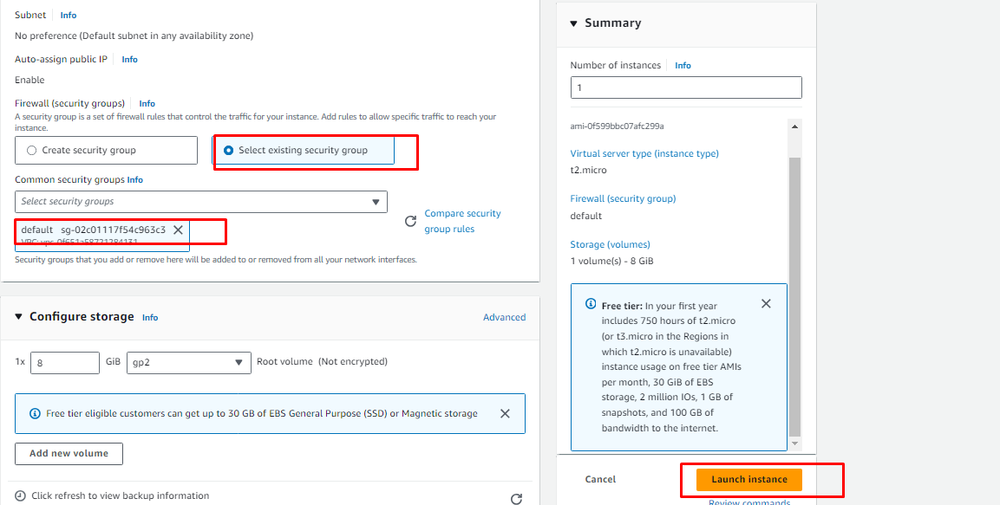 Subnet Info
No preference (Default subnet in any availability zone)
Auto-assign public IP Info
Enable
Firewall (security groups) Info
A security group is a set of firewall rules that control the traffic for your instance. Add rules to allow specific traffic to reach your
instance.
Create security group
Select existing security group
Common security groups Info
Select security groups
Compare security
group rules
default sg-02c01117f54c963c3
Security groups that you add or remove here will be added to or removed from all your network interfaces.
Configure storage Info
Advanced
1x 8 GiB gp2 Root volume (Not encrypted)
Free tier eligible customers can get up to 30 GB of EBS General Purpose (SSD) or Magnetic storage
Add new volume
Click refresh to view backup information
Summary
Number of instances Info
1
ami-0f599bbc07afc299a
Virtual server type (instance type)
t2.micro
Firewall (security group)
default
Storage (volumes)
1 volume(s) - 8 GiB
Free tier: In your first year
includes 750 hours of t2.micro
(or t3.micro in the Regions in
which t2.micro is unavailable)
instance usage on free tier AMIs
per month, 30 GiB of EBS
storage, 2 million IOs, 1 GB of
snapshots, and 100 GB of
bandwidth to the internet.
Cancel
Launch instance
Review commands